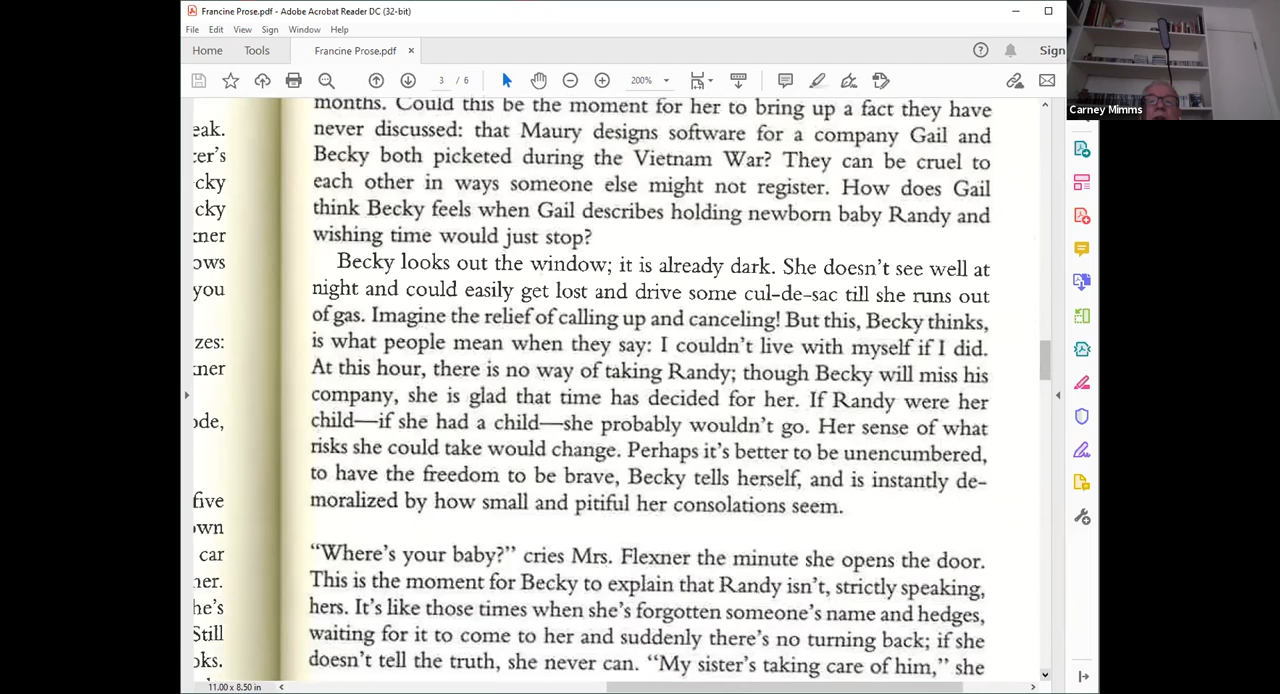 Francine Prose.pdf - Adobe Acrobat Reader DC (32-bit)
File Edit View Sign Window Help
Home Tools Francine Prose.pdf × Sign
3 / 6 200%
Carney Mimms
months. Could this be the moment for her to bring up a fact they have
never discussed: that Maury designs software for a company Gail and
Becky both picketed during the Vietnam War? They can be cruel to
each other in ways someone else might not register. How does Gail
think Becky feels when Gail describes holding newborn baby Randy and
wishing time would just stop?
Becky looks out the window; it is already dark. She doesn't see well at
night and could easily get lost and drive some cul-de-sac till she runs out
of gas. Imagine the relief of calling up and canceling! But this, Becky thinks,
is what people mean when they say: I couldn't live with myself if I did.
At this hour, there is no way of taking Randy; though Becky will miss his
company, she is glad that time has decided for her. If Randy were her
child—if she had a child—she probably wouldn't go. Her sense of what
risks she could take would change. Perhaps it's better to be unencumbered,
to have the freedom to be brave, Becky tells herself, and is instantly de-
moralized by how small and pitiful her consolations seem.
"Where's your baby?" cries Mrs. Flexner the minute she opens the door.
This is the moment for Becky to explain that Randy isn't, strictly speaking,
hers. It's like those times when she's forgotten someone's name and hedges,
waiting for it to come to her and suddenly there's no turning back; if she
doesn't tell the truth, she never can. "My sister's taking care of him," she
11.00 x 8.50 in